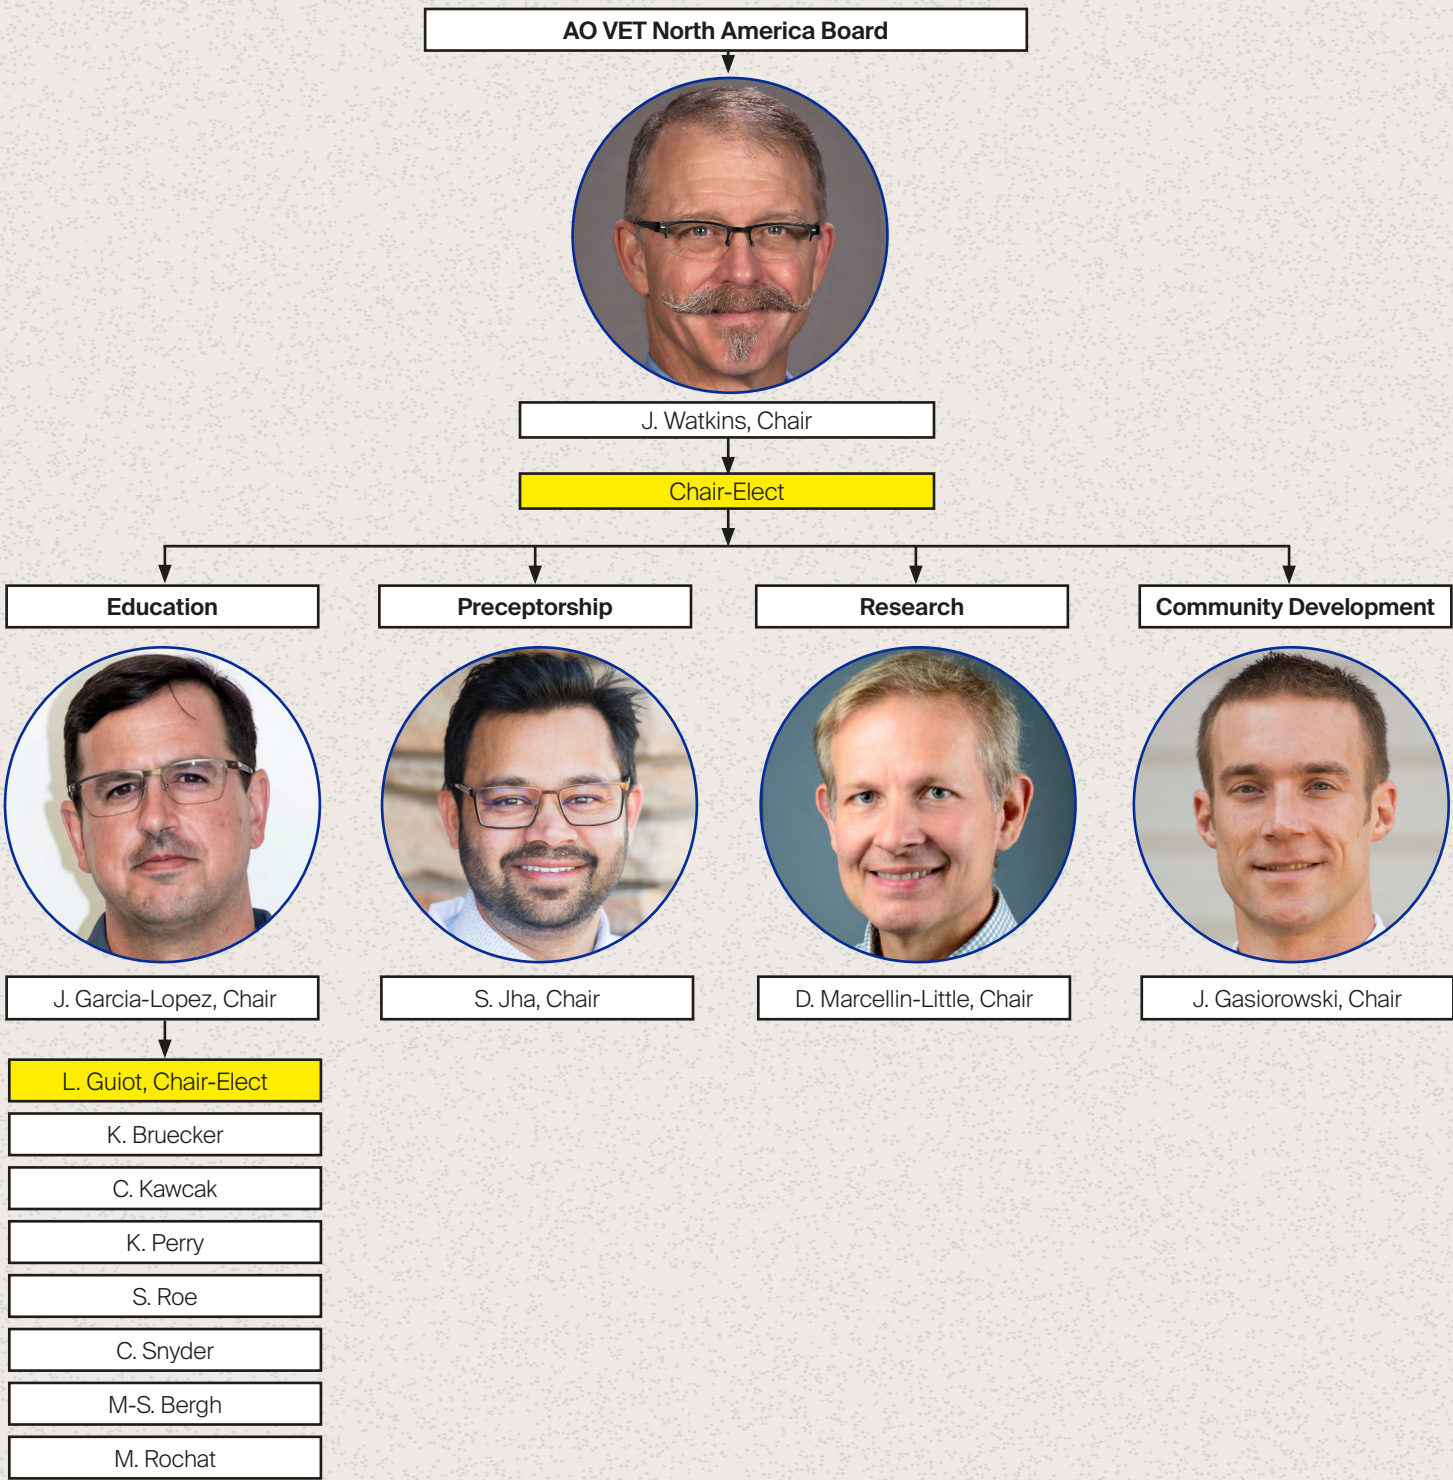 AO VET North America Board
J. Watkins, Chair
Chair-Elect
Education
Preceptorship
Research
Community Development
J. Garcia-Lopez, Chair
S. Jha, Chair
D. Marcellin-Little, Chair
J. Gasiorowski, Chair
L. Guiot, Chair-Elect
K. Bruecker
C. Kawcak
K. Perry
S. Roe
C. Snyder
M-S. Bergh
M. Rochat